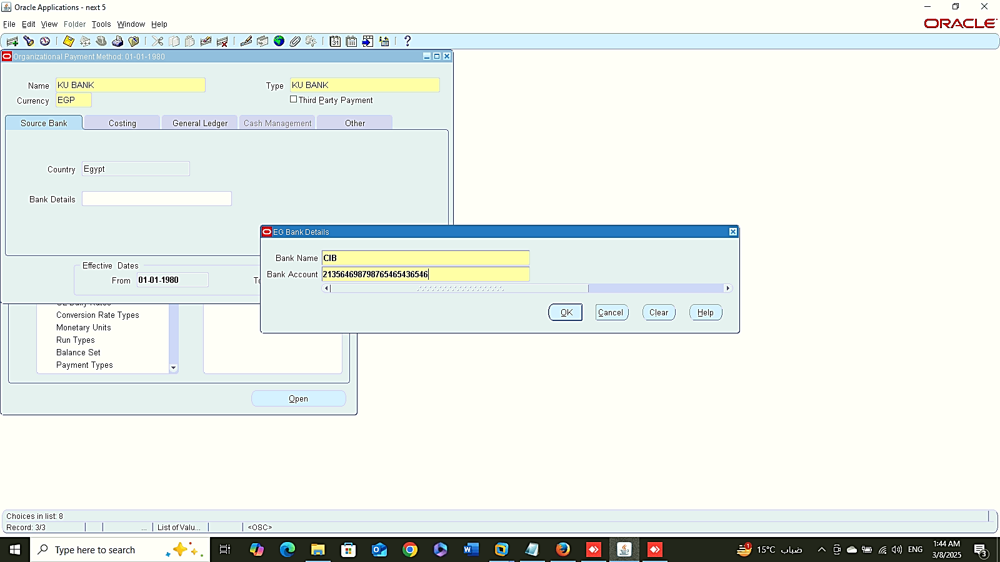 Oracle Applications - next 5
File Edit View Folder Tools Window Help
ORACLE
Organizational Payment Method: 01-01-1980
Name KU BANK Type KU BANK
Currency EGP Third Party Payment
Source Bank Costing General Ledger Cash Management Other
Country Egypt
Bank Details
EG Bank Details
Bank Name CIB
Bank Account 213564698798765465436546
OK Cancel Clear Help
Effective Dates
From 01-01-1980
Conversion Rate Types
Monetary Units
Run Types
Balance Set
Payment Types
Open
Choices in list: 8
Record: 3/3 ... List of Valu... <OSC>
Type here to search
1 15°C ضباب ENG
1:44 AM
3/8/2025
3